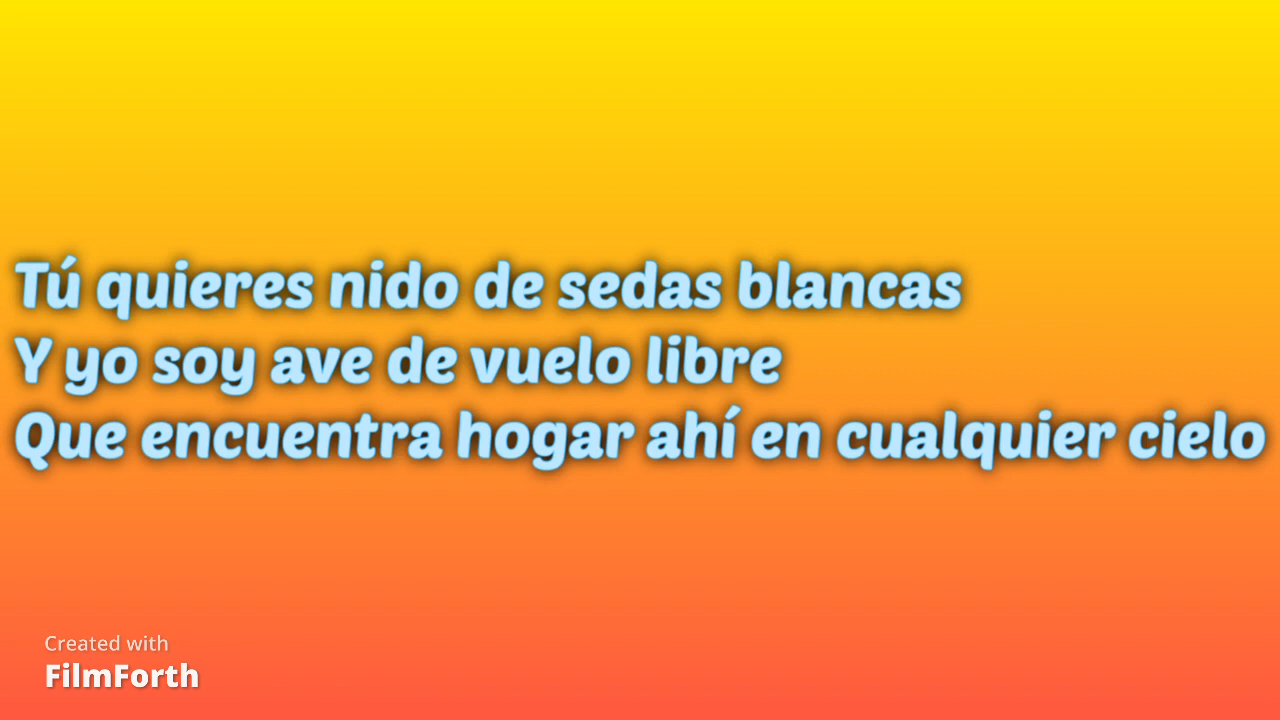 Tú quieres nido de sedas blancas
Y yo soy ave de vuelo libre
Que encuentra hogar ahí en cualquier cielo
Created with
FilmForth